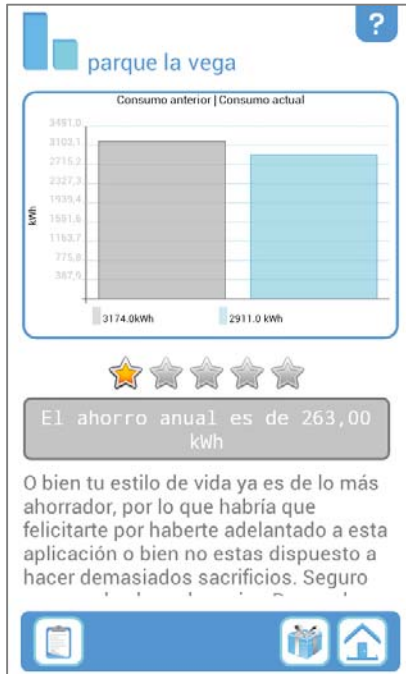 ?
parque la vega
Consumo anterior | Consumo actual
3491,0
3103,1
2715,2
2327,3
1939,4
1551,6
1163,7
775,8
387,9
kWh
3174.0kWh
2911.0 kWh
El ahorro anual es de 263,00
kWh
O bien tu estilo de vida ya es de lo más
ahorrador, por lo que habría que
felicitarte por haberte adelantado a esta
aplicación o bien no estas dispuesto a
hacer demasiados sacrificios. Seguro